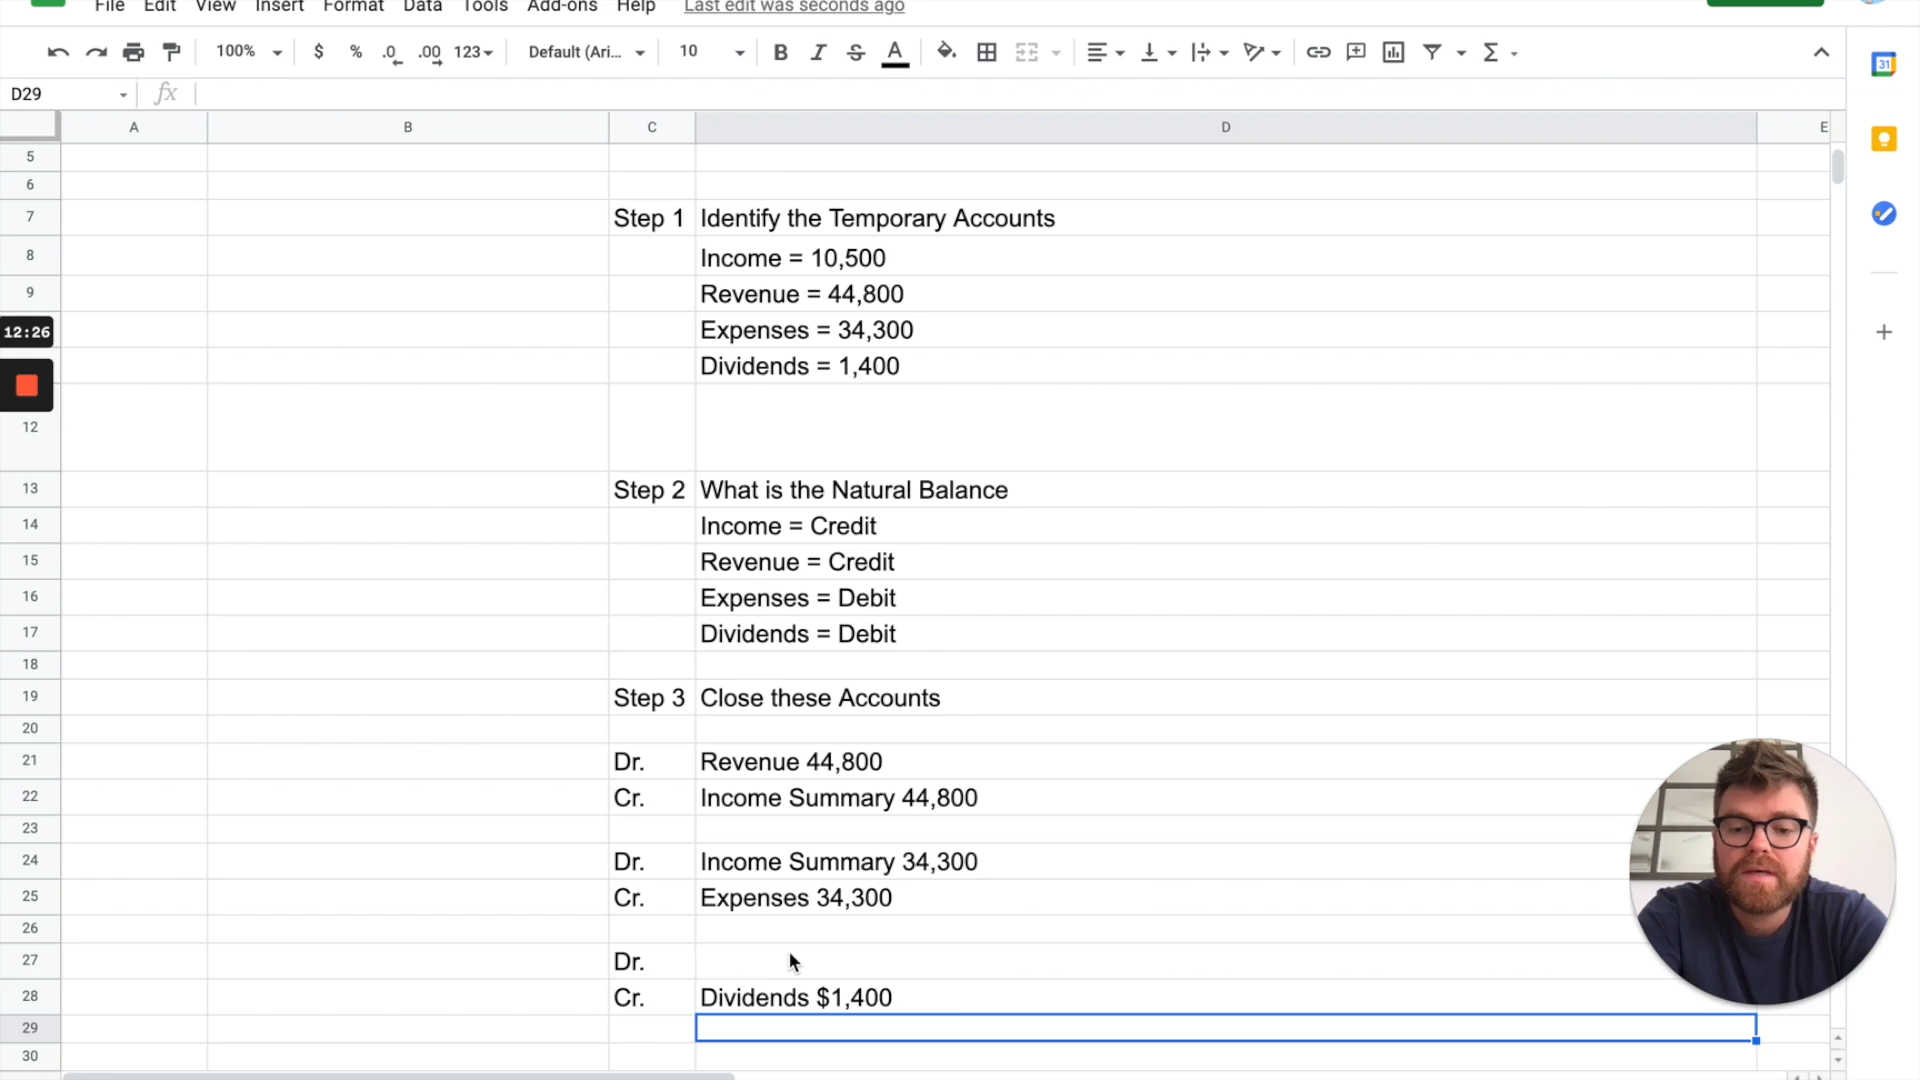 File Edit View Insert Format Data Tools Add-ons Help Last edit was seconds ago
100% $ % .0 .00 123 Default (Ari... 10 B I S A Σ
D29 fx
31
A B C D E
5
6
7 Step 1 Identify the Temporary Accounts
8 Income = 10,500
9 Revenue = 44,800
12:26
Expenses = 34,300
Dividends = 1,400
12
13 Step 2 What is the Natural Balance
14 Income = Credit
15 Revenue = Credit
16 Expenses = Debit
17 Dividends = Debit
18
19 Step 3 Close these Accounts
20
21 Dr. Revenue 44,800
22 Cr. Income Summary 44,800
23
24 Dr. Income Summary 34,300
25 Cr. Expenses 34,300
26
27 Dr.
28 Cr. Dividends $1,400
29
30